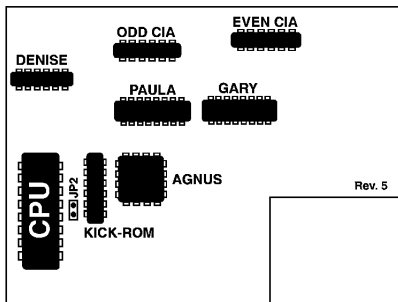 EVEN CIA
ODD CIA
DENISE
PAULA
GARY
CPU
JP2
AGNUS
Rev. 5
KICK-ROM